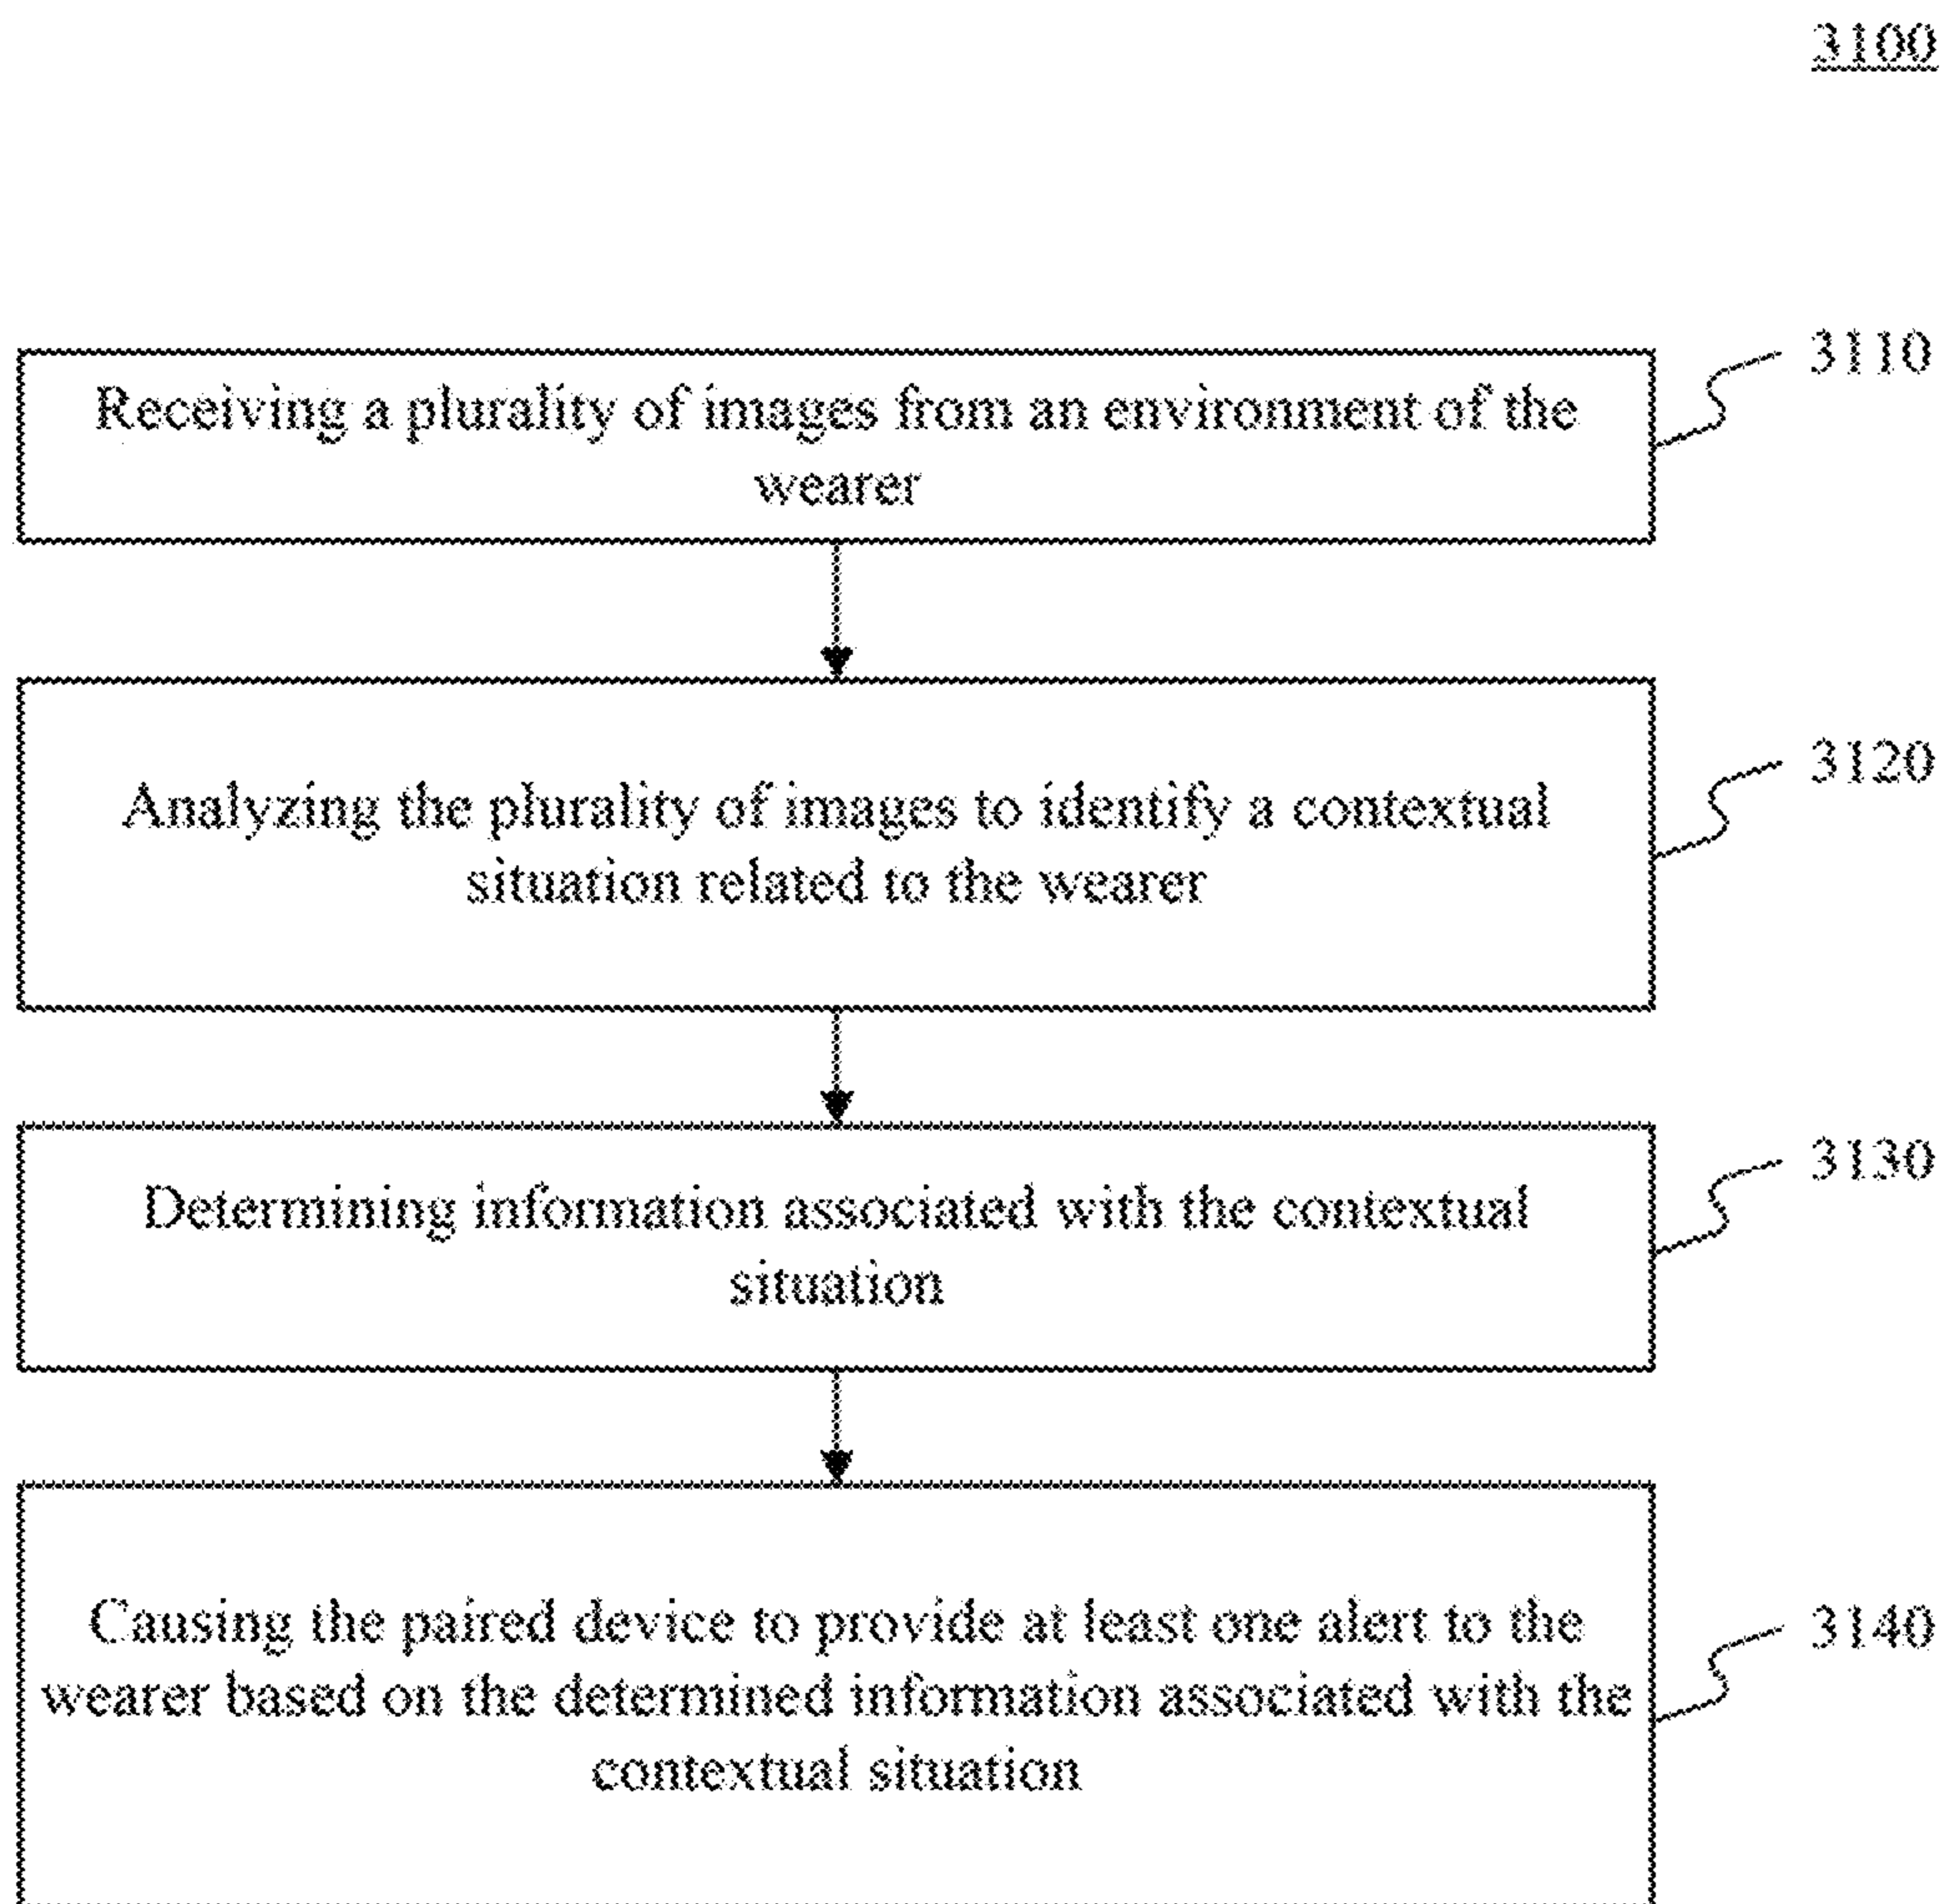 3100
Receiving a plurality of images from an environment of the
wearer
3110
Analyzing the plurality of images to identify a contextual
situation related to the wearer
3120
Determining information associated with the contextual
situation
3130
Causing the paired device to provide at least one alert to the
wearer based on the determined information associated with the
contextual situation
3140